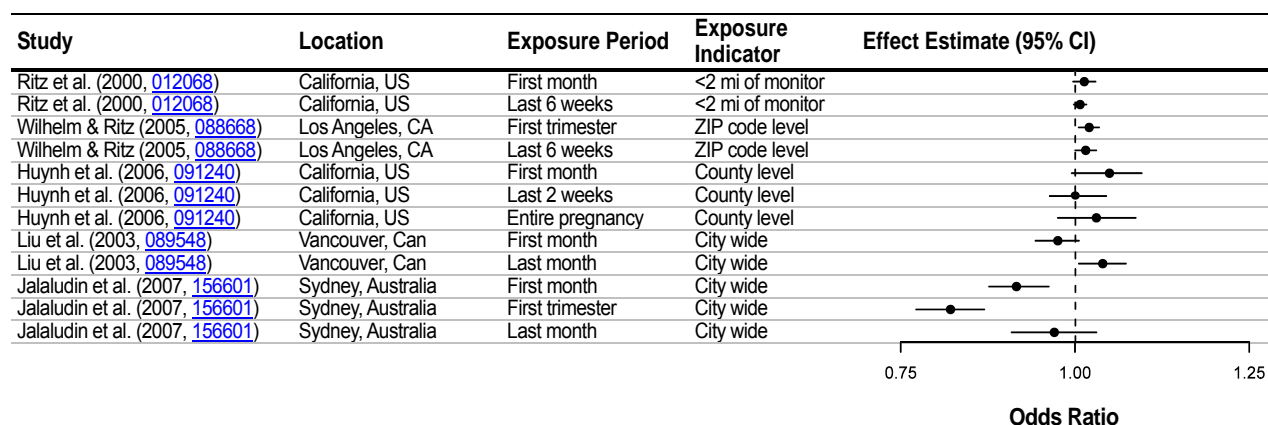 Study Location Exposure Period Exposure Indicator Effect Estimate (95% CI)
Ritz et al. (2000, 012068) California, US First month <2 mi of monitor
Ritz et al. (2000, 012068) California, US Last 6 weeks <2 mi of monitor
Wilhelm & Ritz (2005, 088668) Los Angeles, CA First trimester ZIP code level
Wilhelm & Ritz (2005, 088668) Los Angeles, CA Last 6 weeks ZIP code level
Huynh et al. (2006, 091240) California, US First month County level
Huynh et al. (2006, 091240) California, US Last 2 weeks County level
Huynh et al. (2006, 091240) California, US Entire pregnancy County level
Liu et al. (2003, 089548) Vancouver, Can First month City wide
Liu et al. (2003, 089548) Vancouver, Can Last month City wide
Jalaludin et al. (2007, 156601) Sydney, Australia First month City wide
Jalaludin et al. (2007, 156601) Sydney, Australia First trimester City wide
Jalaludin et al. (2007, 156601) Sydney, Australia Last month City wide
0.75 1.00 1.25
Odds Ratio